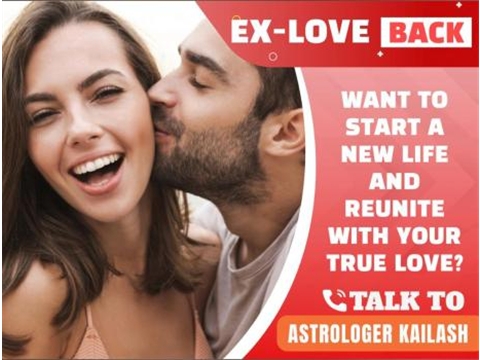 EX-LOVE BACK
WANT TO
START A
NEW LIFE
AND
REUNITE
WITH YOUR
TRUE LOVE?
TALK TO
ASTROLOGER KAILASH